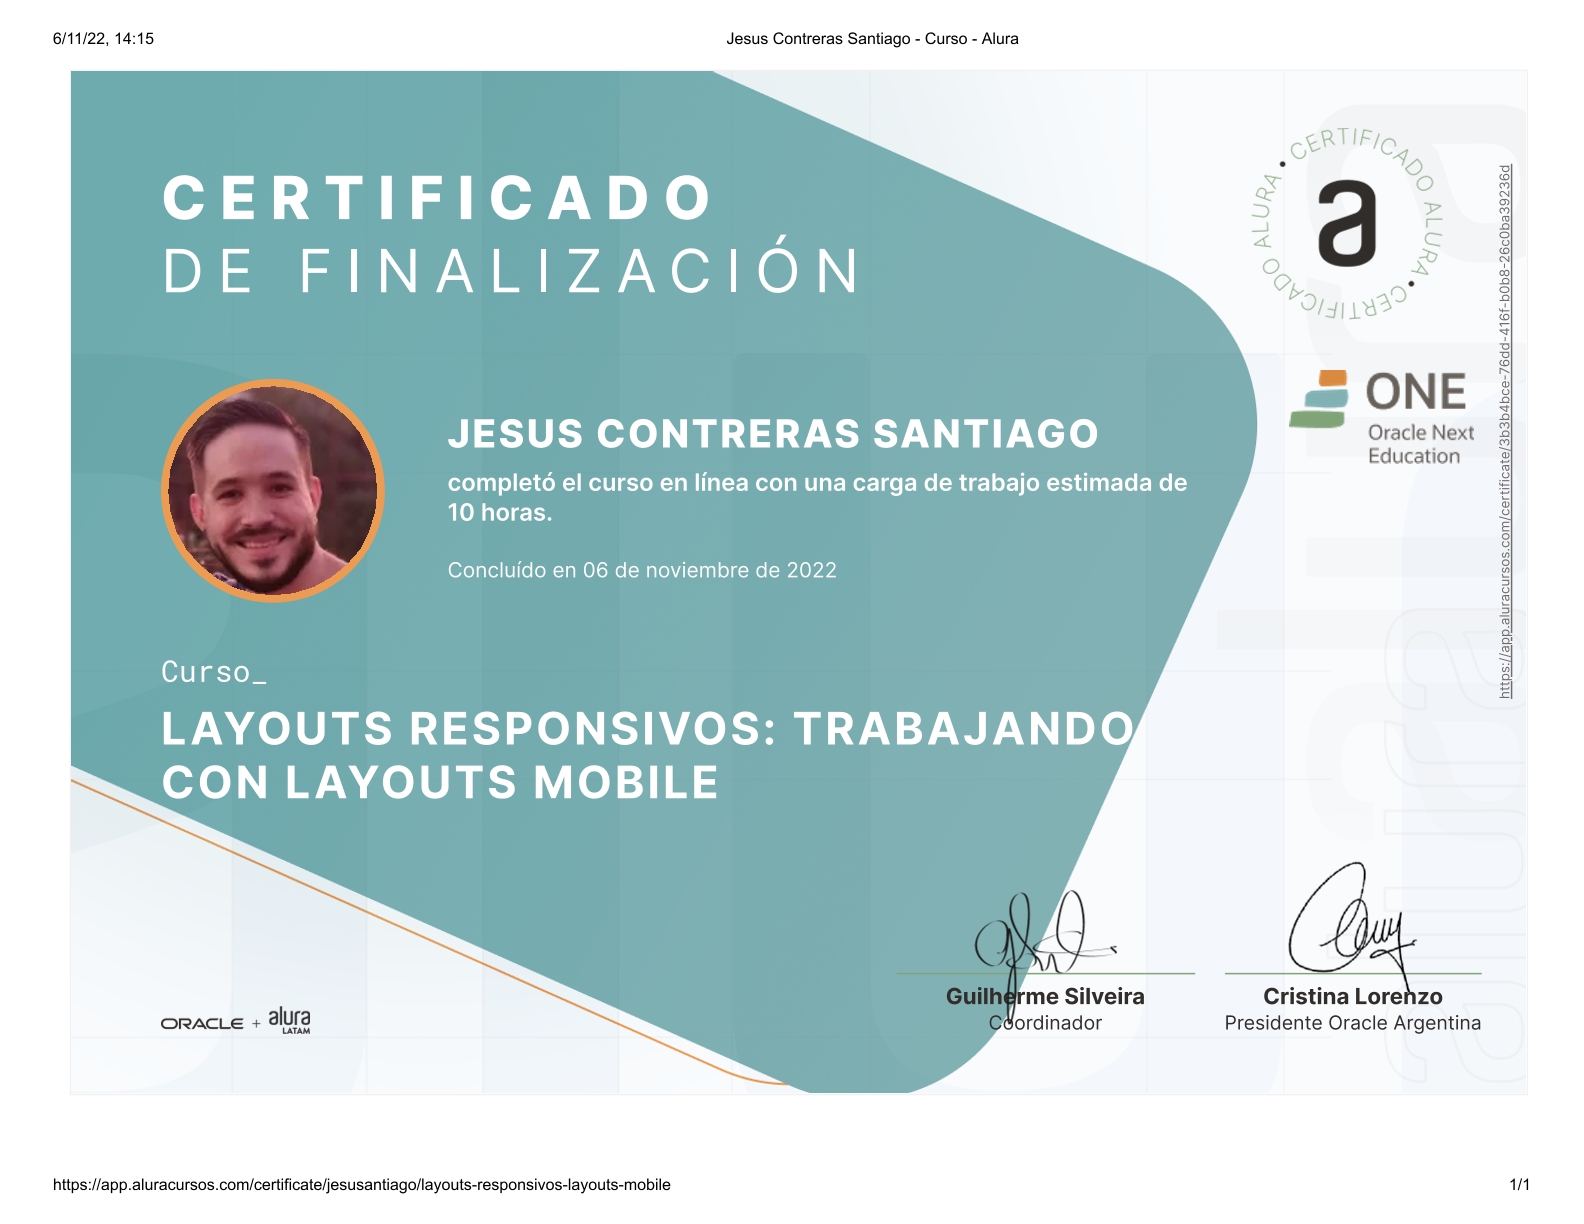 6/11/22, 14:15
Jesus Contreras Santiago - Curso - Alura
CERTIFICADO
DE FINALIZACIÓN
• CERTIFICADO ALURA • CERTIFICADO ALURA
a
ONE
Oracle Next
Education
https://app.aluracursos.com/certificate/3b3b4bce-76dd-416f-b0b8-26c0ba39236d
JESUS CONTRERAS SANTIAGO
completó el curso en línea con una carga de trabajo estimada de
10 horas.
Concluído en 06 de noviembre de 2022
Curso_
LAYOUTS RESPONSIVOS: TRABAJANDO
CON LAYOUTS MOBILE
Guilherme Silveira
Coordinador
Cristina Lorenzo
Presidente Oracle Argentina
ORACLE + alura
LATAM
alura
https://app.aluracursos.com/certificate/jesusantiago/layouts-responsivos-layouts-mobile
1/1